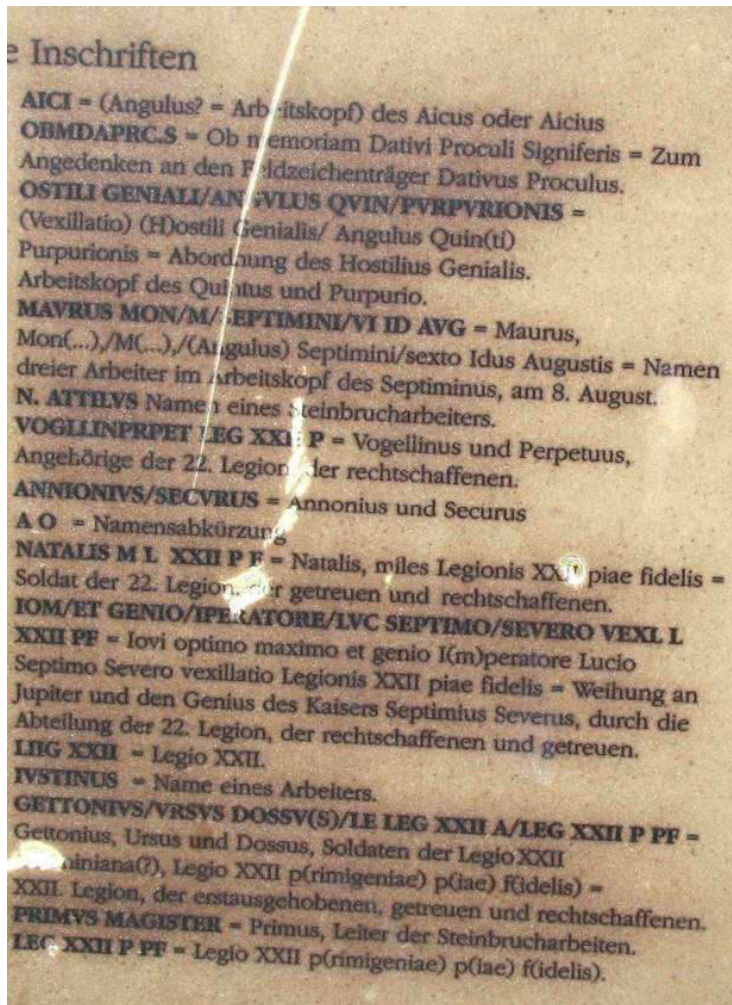 e Inschriften
AICI = (Angulus? = Arbeitskopf) des Aicus oder Aicius
OBMDAPRC.S = Ob memoriam Dativi Proculi Signiferis = Zum
Angedenken an den Feldzeichenträger Dativus Proculus.
OSTILI GENIALI/ANGVLUS QVIN/PVRPVRIONIS =
(Vexillatio) (H)ostili Genialis/ Angulus Quin(ti)
Purpurionis = Abordnung des Hostilius Genialis.
Arbeitskopf des Quintus und Purpurio.
MAVRUS MON/M/SEPTIMINI/VI ID AVG = Maurus,
Mon(...),/M(...),/(Angulus) Septimini/sexto Idus Augustis = Namen
dreier Arbeiter im Arbeitskopf des Septiminus, am 8. August.
N. ATTILVS Namen eines Steinbrucharbeiters.
VOGLLINPRPET LEG XXII P = Vogellinus und Perpetuus,
Angehörige der 22. Legion, der rechtschaffenen.
ANNIONIVS/SECVRUS = Annonius und Securus
A O = Namensabkürzung
NATALIS M L XXII P F = Natalis, miles Legionis XXII piae fidelis =
Soldat der 22. Legion, der getreuen und rechtschaffenen.
IOM/ET GENIO/IPERATORE/LVC SEPTIMO/SEVERO VEXL L
XXII PF = Iovi optimo maximo et genio I(m)peratore Lucio
Septimo Severo vexillatio Legionis XXII piae fidelis = Weihung an
Jupiter und den Genius des Kaisers Septimius Severus, durch die
Abteilung der 22. Legion, der rechtschaffenen und getreuen.
LIIG XXII = Legio XXII.
IVSTINUS = Name eines Arbeiters.
GETTONIVS/VRSVS DOSSV(S)/LE LEG XXII A/LEG XXII P PF =
Gettonius, Ursus und Dossus, Soldaten der Legio XXII
miniana(?), Legio XXII p(rimigeniae) p(iae) f(idelis) =
XXII. Legion, der erstausgehobenen, getreuen und rechtschaffenen.
PRIMVS MAGISTER = Primus, Leiter der Steinbrucharbeiten.
LEG XXII P PF = Legio XXII p(rimigeniae) p(iae) f(idelis).